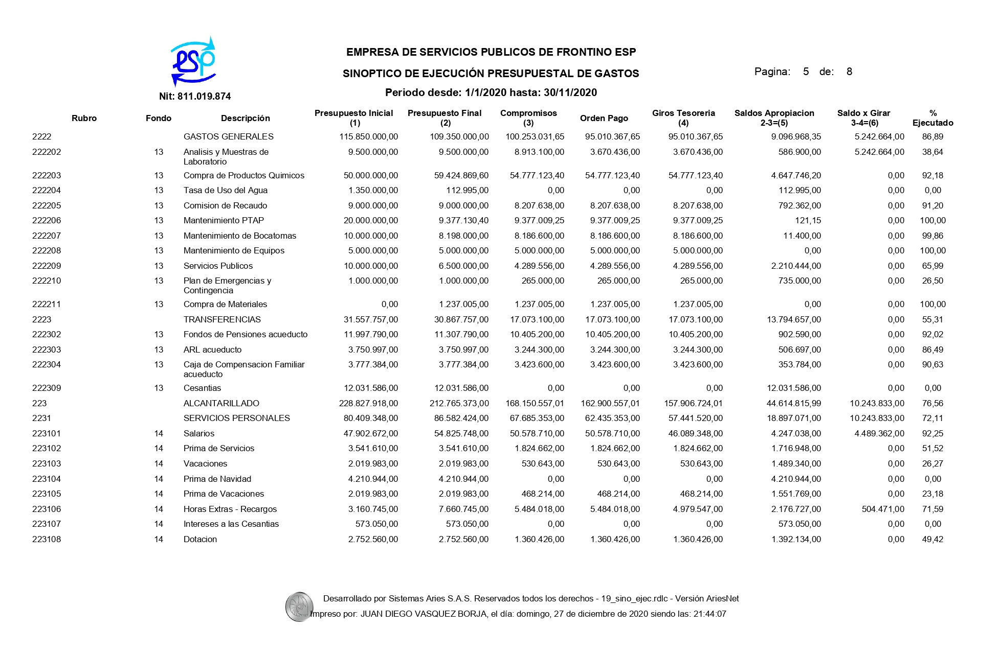 esp
EMPRESA DE SERVICIOS PUBLICOS DE FRONTINO ESP
SINOPTICO DE EJECUCIÓN PRESUPUESTAL DE GASTOS
Pagina: 5 de: 8
Periodo desde: 1/1/2020 hasta: 30/11/2020
Nit: 811.019.874
Rubro Fondo Descripción Presupuesto Inicial (1) Presupuesto Final (2) Compromisos (3) Orden Pago Giros Tesoreria (4) Saldos Apropiacion 2-3=(5) Saldo x Girar 3-4=(6) % Ejecutado
2222 GASTOS GENERALES 115.850.000,00 109.350.000,00 100.253.031,65 95.010.367,65 95.010.367,65 9.096.968,35 5.242.664,00 86,89
222202 13 Analisis y Muestras de Laboratorio 9.500.000,00 9.500.000,00 8.913.100,00 3.670.436,00 3.670.436,00 586.900,00 5.242.664,00 38,64
222203 13 Compra de Productos Quimicos 50.000.000,00 59.424.869,60 54.777.123,40 54.777.123,40 54.777.123,40 4.647.746,20 0,00 92,18
222204 13 Tasa de Uso del Agua 1.350.000,00 112.995,00 0,00 0,00 0,00 112.995,00 0,00 0,00
222205 13 Comision de Recaudo 9.000.000,00 9.000.000,00 8.207.638,00 8.207.638,00 8.207.638,00 792.362,00 0,00 91,20
222206 13 Mantenimiento PTAP 20.000.000,00 9.377.130,40 9.377.009,25 9.377.009,25 9.377.009,25 121,15 0,00 100,00
222207 13 Mantenimiento de Bocatomas 10.000.000,00 8.198.000,00 8.186.600,00 8.186.600,00 8.186.600,00 11.400,00 0,00 99,86
222208 13 Mantenimiento de Equipos 5.000.000,00 5.000.000,00 5.000.000,00 5.000.000,00 5.000.000,00 0,00 0,00 100,00
222209 13 Servicios Publicos 10.000.000,00 6.500.000,00 4.289.556,00 4.289.556,00 4.289.556,00 2.210.444,00 0,00 65,99
222210 13 Plan de Emergencias y Contingencia 1.000.000,00 1.000.000,00 265.000,00 265.000,00 265.000,00 735.000,00 0,00 26,50
222211 13 Compra de Materiales 0,00 1.237.005,00 1.237.005,00 1.237.005,00 1.237.005,00 0,00 0,00 100,00
2223 TRANSFERENCIAS 31.557.757,00 30.867.757,00 17.073.100,00 17.073.100,00 17.073.100,00 13.794.657,00 0,00 55,31
222302 13 Fondos de Pensiones acueducto 11.997.790,00 11.307.790,00 10.405.200,00 10.405.200,00 10.405.200,00 902.590,00 0,00 92,02
222303 13 ARL acueducto 3.750.997,00 3.750.997,00 3.244.300,00 3.244.300,00 3.244.300,00 506.697,00 0,00 86,49
222304 13 Caja de Compensacion Familiar acueducto 3.777.384,00 3.777.384,00 3.423.600,00 3.423.600,00 3.423.600,00 353.784,00 0,00 90,63
222309 13 Cesantias 12.031.586,00 12.031.586,00 0,00 0,00 0,00 12.031.586,00 0,00 0,00
223 ALCANTARILLADO 228.827.918,00 212.765.373,00 168.150.557,01 162.900.557,01 157.906.724,01 44.614.815,99 10.243.833,00 76,56
2231 SERVICIOS PERSONALES 80.409.348,00 86.582.424,00 67.685.353,00 62.435.353,00 57.441.520,00 18.897.071,00 10.243.833,00 72,11
223101 14 Salarios 47.902.672,00 54.825.748,00 50.578.710,00 50.578.710,00 46.089.348,00 4.247.038,00 4.489.362,00 92,25
223102 14 Prima de Servicios 3.541.610,00 3.541.610,00 1.824.662,00 1.824.662,00 1.824.662,00 1.716.948,00 0,00 51,52
223103 14 Vacaciones 2.019.983,00 2.019.983,00 530.643,00 530.643,00 530.643,00 1.489.340,00 0,00 26,27
223104 14 Prima de Navidad 4.210.944,00 4.210.944,00 0,00 0,00 0,00 4.210.944,00 0,00 0,00
223105 14 Prima de Vacaciones 2.019.983,00 2.019.983,00 468.214,00 468.214,00 468.214,00 1.551.769,00 0,00 23,18
223106 14 Horas Extras - Recargos 3.160.745,00 7.660.745,00 5.484.018,00 5.484.018,00 4.979.547,00 2.176.727,00 504.471,00 71,59
223107 14 Intereses a las Cesantias 573.050,00 573.050,00 0,00 0,00 0,00 573.050,00 0,00 0,00
223108 14 Dotacion 2.752.560,00 2.752.560,00 1.360.426,00 1.360.426,00 1.360.426,00 1.392.134,00 0,00 49,42
Desarrollado por Sistemas Aries S.A.S. Reservados todos los derechos - 19_sino_ejec.rdlc - Versión AriesNet
Impreso por: JUAN DIEGO VASQUEZ BORJA, el día: domingo, 27 de diciembre de 2020 siendo las: 21:44:07